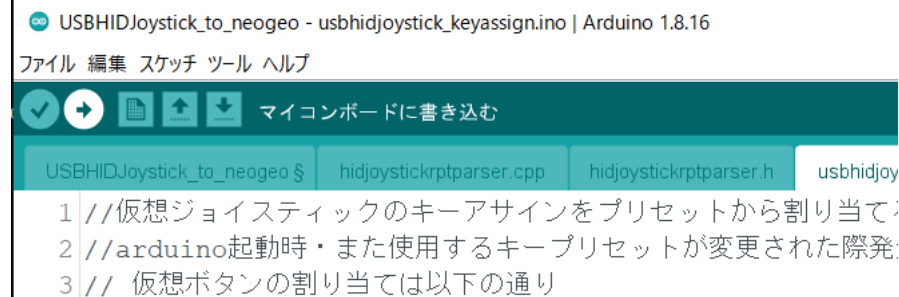 USBHIDJoystick_to_neogeo - usbhidjoystick_keyassign.ino | Arduino 1.8.16
ファイル 編集 スケッチ ツール ヘルプ
マイコンボードに書き込む
USBHIDJoystick_to_neogeo § hidjoystickrptparser.cpp hidjoystickrptparser.h usbhidjoy
1 //仮想ジョイスティックのキーアサインをプリセットから割り当て
2 //arduino起動時・また使用するキープリセットが変更された際発
3 // 仮想ボタンの割り当ては以下の通り